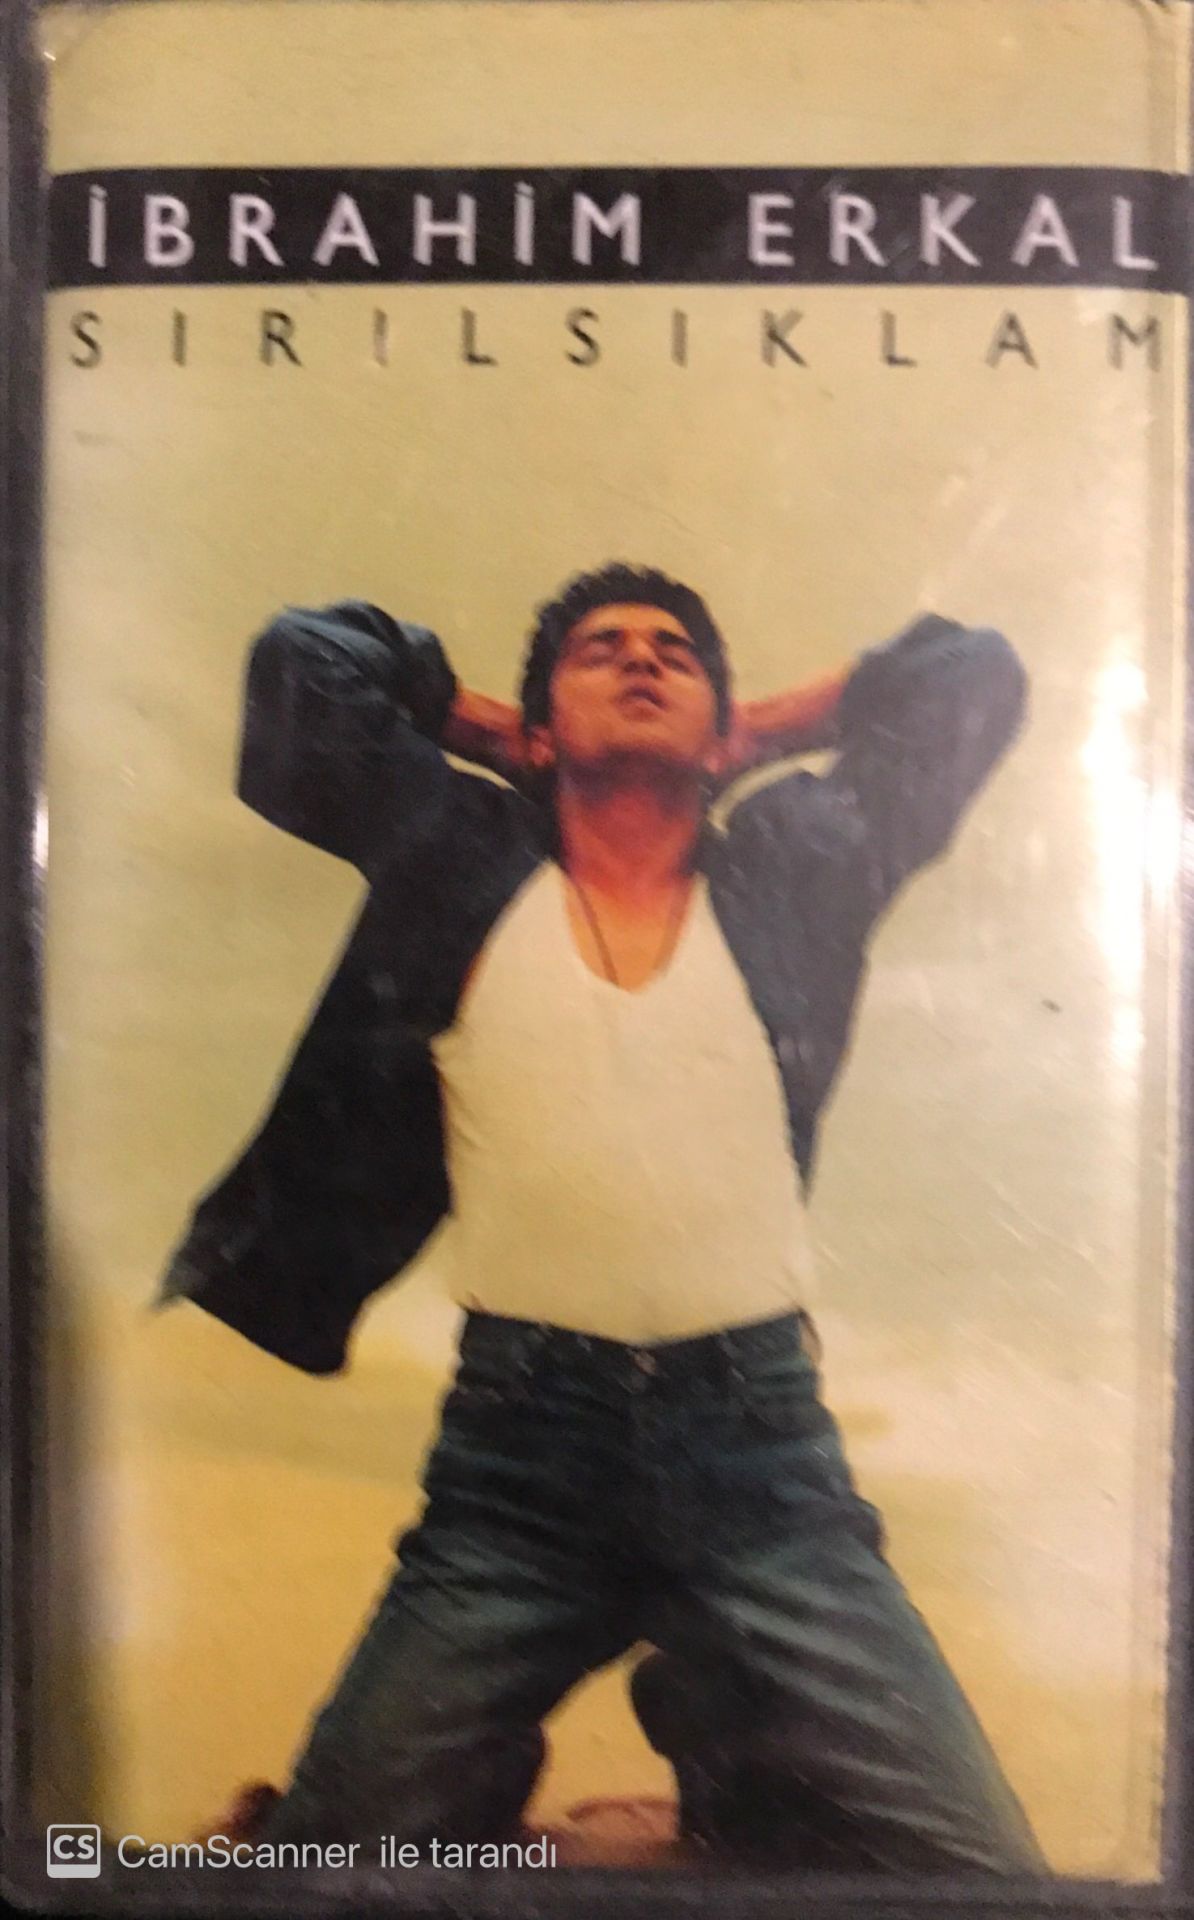 İBRAHİM ERKAL
SIRILSIKLAM
CS CamScanner ile tarandı